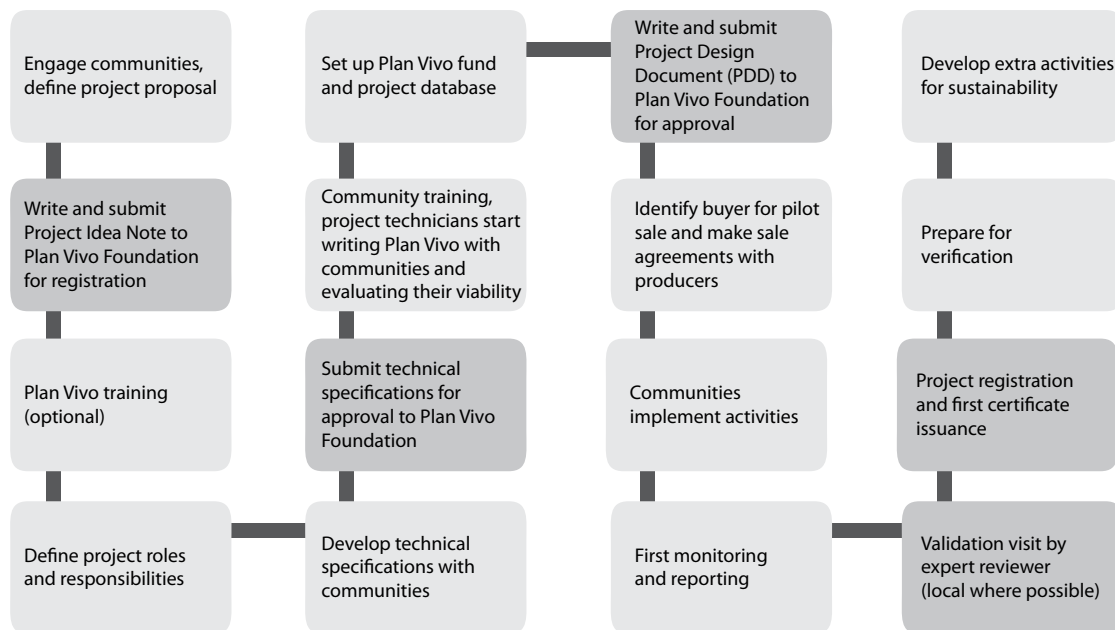 Engage communities,
define project proposal
Write and submit
Project Idea Note to
Plan Vivo Foundation
for registration
Plan Vivo training
(optional)
Define project roles
and responsibilities
Develop technical
specifications with
communities
Submit technical
specifications for
approval to Plan Vivo
Foundation
Community training,
project technicians start
writing Plan Vivo with
communities and
evaluating their viability
Set up Plan Vivo fund
and project database
Write and submit
Project Design
Document (PDD) to
Plan Vivo Foundation
for approval
Identify buyer for pilot
sale and make sale
agreements with
producers
Communities
implement activities
First monitoring
and reporting
Validation visit by
expert reviewer
(local where possible)
Project registration
and first certificate
issuance
Prepare for
verification
Develop extra activities
for sustainability